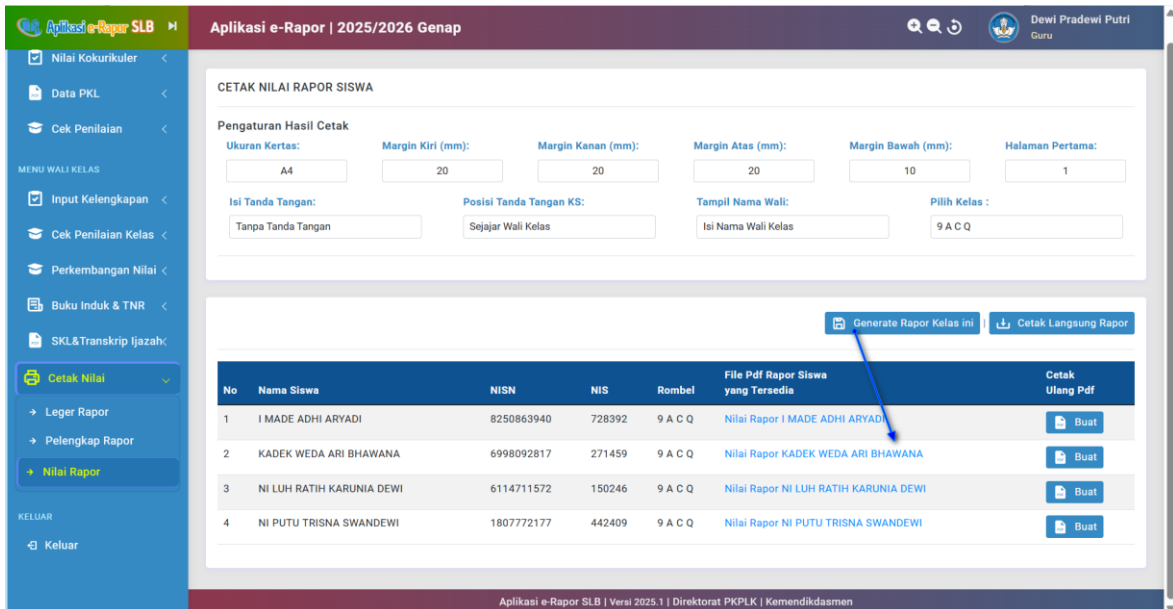 Aplikasi e-Rapor SLB
Aplikasi e-Rapor | 2025/2026 Genap
Dewi Pradewi Putri
Guru
Nilai Kokurikuler
Data PKL
Cek Penilaian
MENU WALI KELAS
Input Kelengkapan
Cek Penilaian Kelas
Perkembangan Nilai
Buku Induk & TNR
SKL&Transkrip Ijazah
Cetak Nilai
Leger Rapor
Pelengkap Rapor
Nilai Rapor
KELUAR
Keluar
CETAK NILAI RAPOR SISWA
Pengaturan Hasil Cetak
Ukuran Kertas: Margin Kiri (mm): Margin Kanan (mm): Margin Atas (mm): Margin Bawah (mm): Halaman Pertama:
A4 20 20 20 10 1
Isi Tanda Tangan: Posisi Tanda Tangan KS: Tampil Nama Wali: Pilih Kelas :
Tanpa Tanda Tangan Sejajar Wali Kelas Isi Nama Wali Kelas 9 A C Q
Generate Rapor Kelas ini | Cetak Langsung Rapor
No Nama Siswa NISN NIS Rombel File Pdf Rapor Siswa yang Tersedia Cetak Ulang Pdf
1 I MADE ADHI ARYADI 8250863940 728392 9 A C Q Nilai Rapor I MADE ADHI ARYADI Buat
2 KADEK WEDA ARI BHAWANA 6998092817 271459 9 A C Q Nilai Rapor KADEK WEDA ARI BHAWANA Buat
3 NI LUH RATIH KARUNIA DEWI 6114711572 150246 9 A C Q Nilai Rapor NI LUH RATIH KARUNIA DEWI Buat
4 NI PUTU TRISNA SWANDEWI 1807772177 442409 9 A C Q Nilai Rapor NI PUTU TRISNA SWANDEWI Buat
Aplikasi e-Rapor SLB | Versi 2025.1 | Direktorat PKPLK | Kemendikdasmen